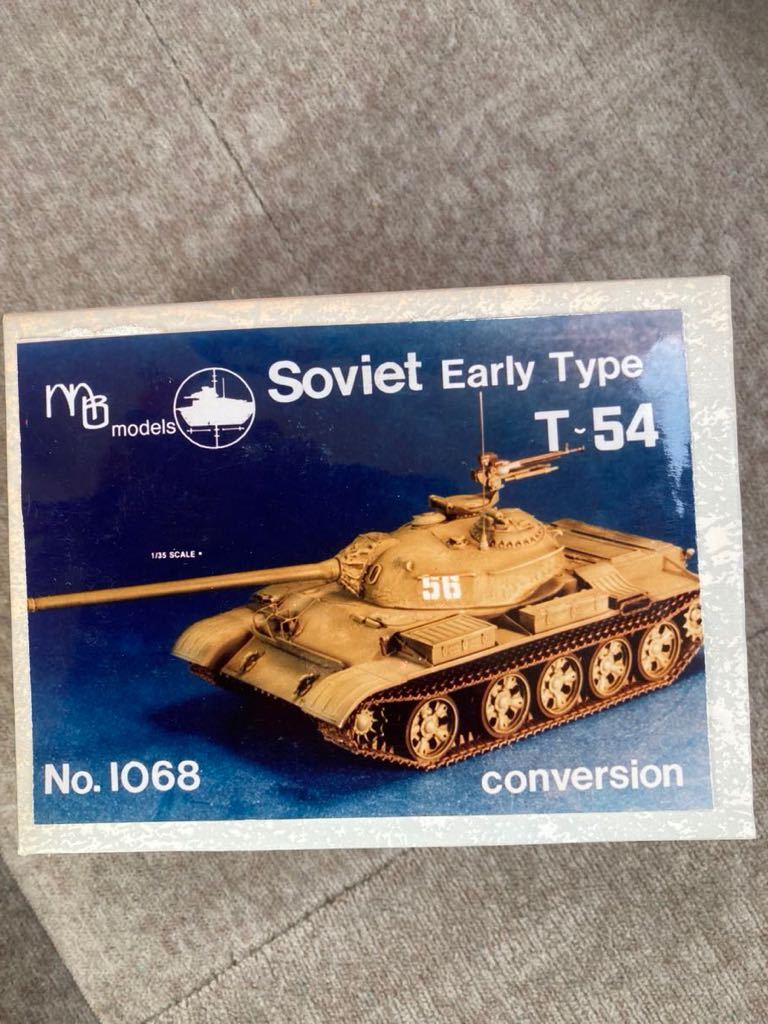 Soviet Early Type
MB models
T-54
1/35 SCALE
56
No. 1068
conversion